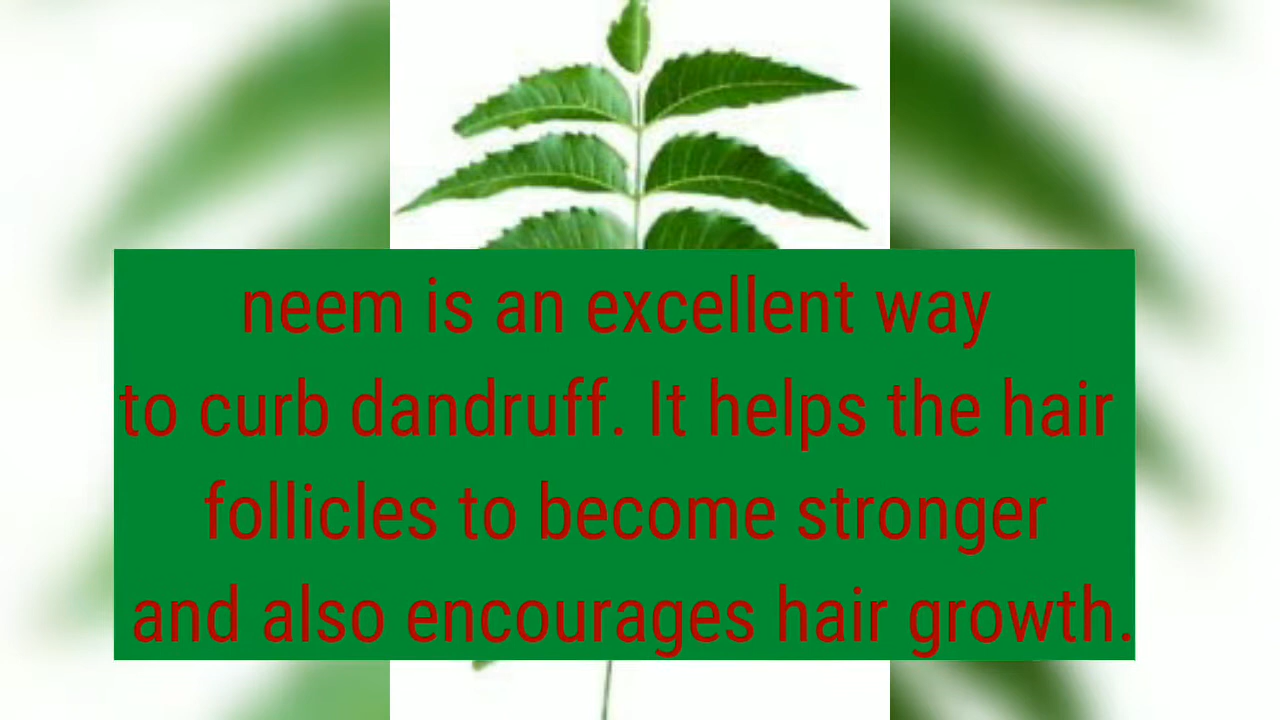 neem is an excellent way
to curb dandruff. It helps the hair
follicles to become stronger
and also encourages hair growth.